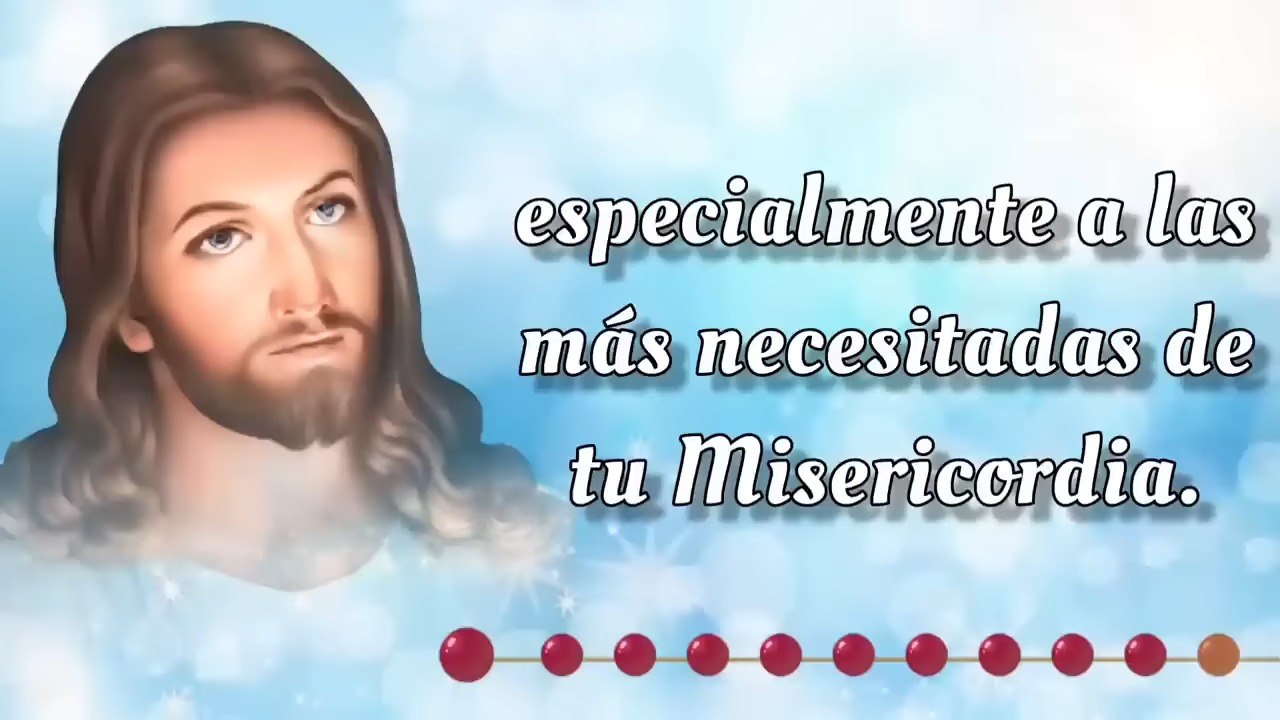 especialmente a las
más necesitadas de
tu Misericordia.